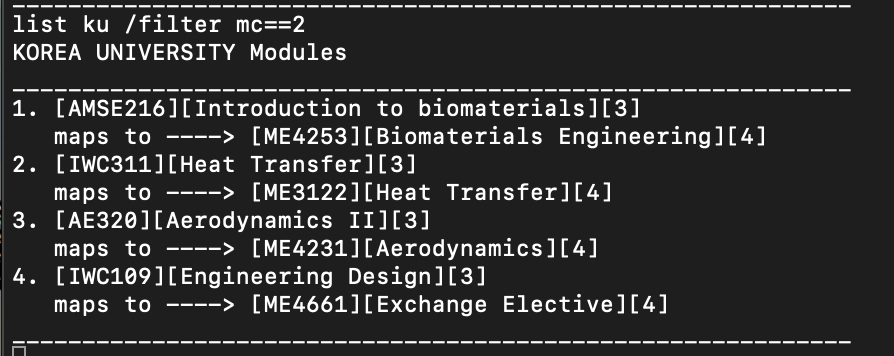 list ku /filter mc==2
KOREA UNIVERSITY Modules
1. [AMSE216][Introduction to biomaterials][3]
maps to ----> [ME4253][Biomaterials Engineering][4]
2. [IWC311][Heat Transfer][3]
maps to ----> [ME3122][Heat Transfer][4]
3. [AE320][Aerodynamics II][3]
maps to ----> [ME4231][Aerodynamics][4]
4. [IWC109][Engineering Design][3]
maps to ----> [ME4661][Exchange Elective][4]